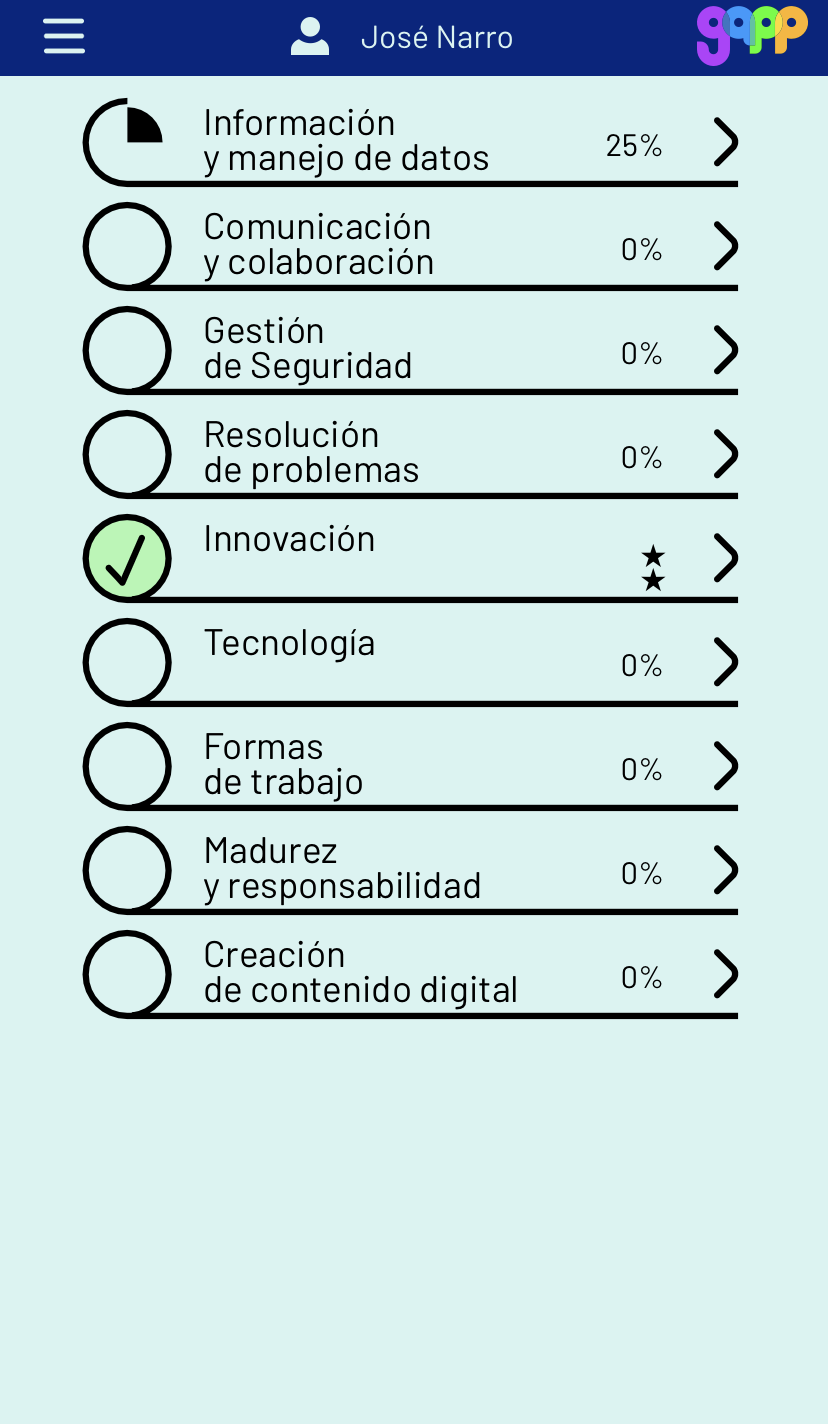 José Narro
gapp
Información
y manejo de datos
25%
Comunicación
y colaboración
0%
Gestión
de Seguridad
0%
Resolución
de problemas
0%
Innovación
★
★
Tecnología
0%
Formas
de trabajo
0%
Madurez
y responsabilidad
0%
Creación
de contenido digital
0%